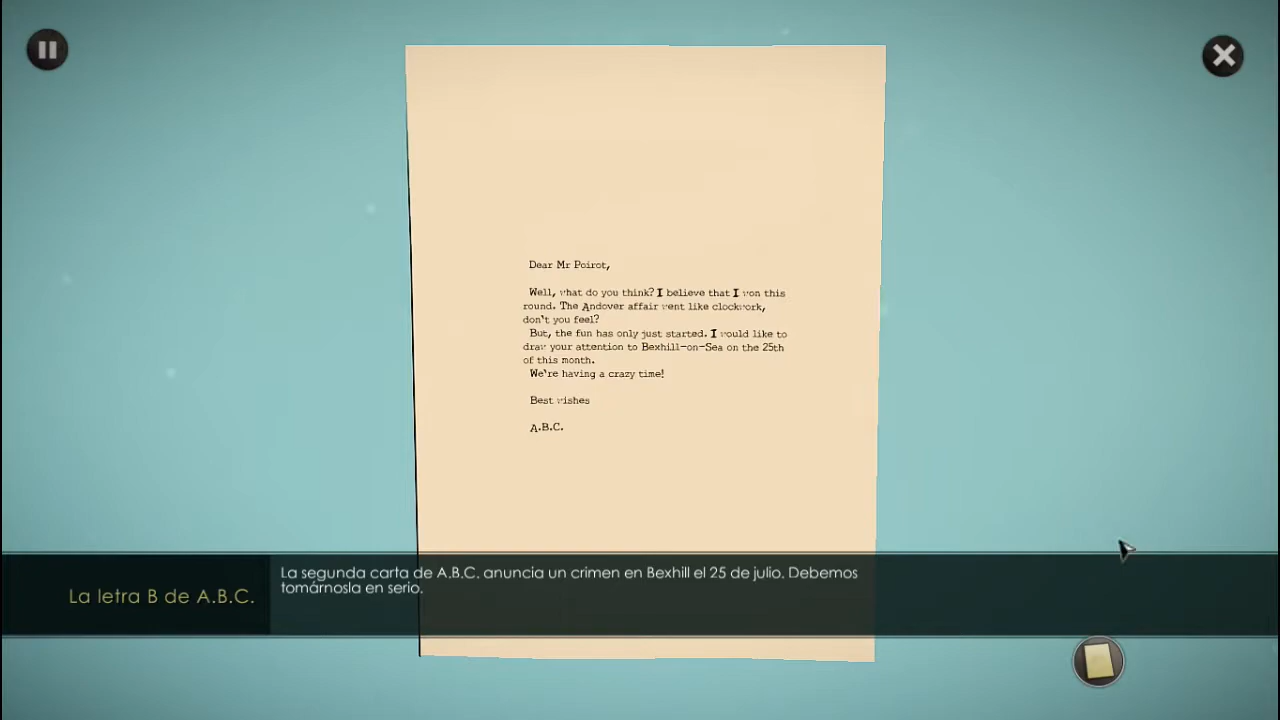 Dear Mr Poirot,
Well, what do you think? I believe that I won this
round. The Andover affair went like clockwork,
don't you feel?
But, the fun has only just started. I would like to
draw your attention to Bexhill-on-Sea on the 25th
of this month.
We're having a crazy time!
Best wishes
A.B.C.
La letra B de A.B.C.
La segunda carta de A.B.C. anuncia un crimen en Bexhill el 25 de julio. Debemos
tomárnosla en serio.